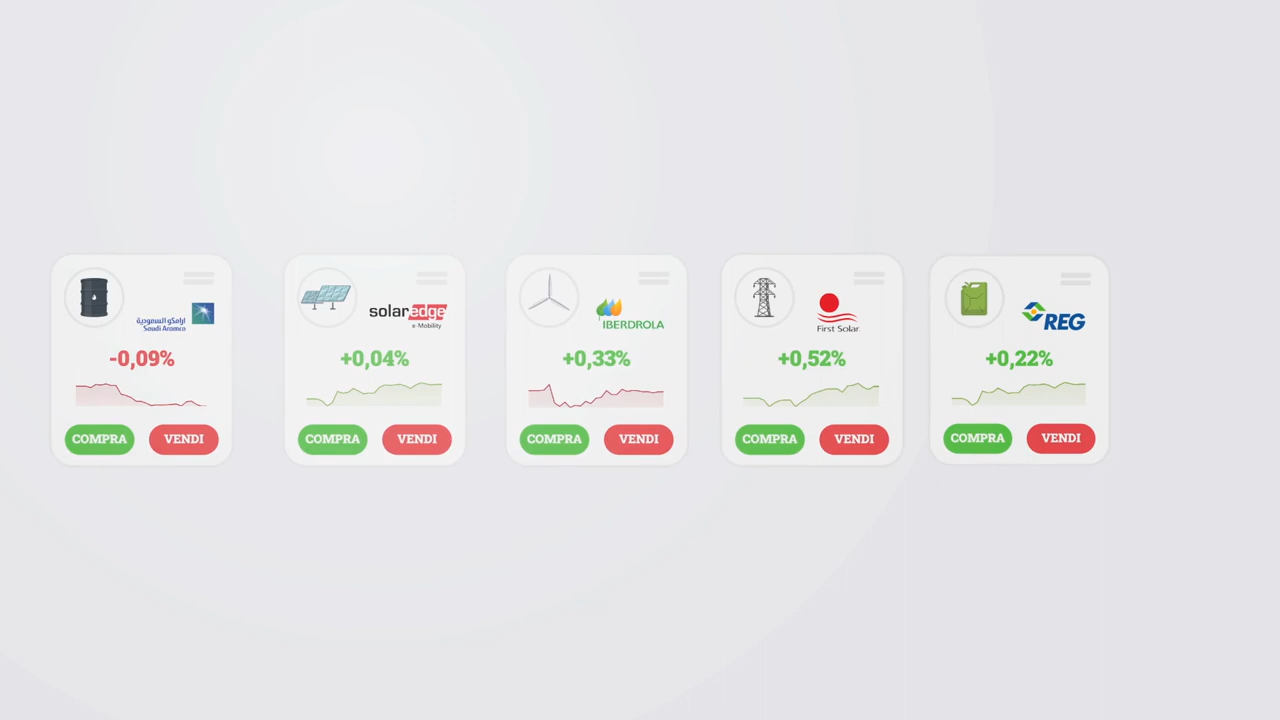 ارامكو السعودية
Saudi Aramco
-0,09%
COMPRA
VENDI
solaredge
e-Mobility
+0,04%
COMPRA
VENDI
IBERDROLA
+0,33%
COMPRA
VENDI
First Solar.
+0,52%
COMPRA
VENDI
REG
+0,22%
COMPRA
VENDI